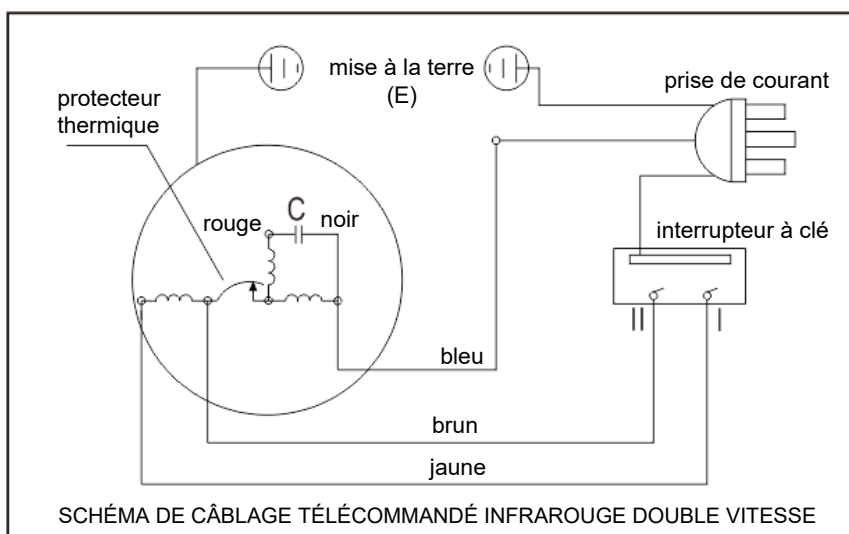 mise à la terre
(E)
prise de courant
protecteur
thermique
rouge
C
noir
interrupteur à clé
II
I
bleu
brun
jaune
SCHÉMA DE CÂBLAGE TÉLÉCOMMANDÉ INFRAROUGE DOUBLE VITESSE